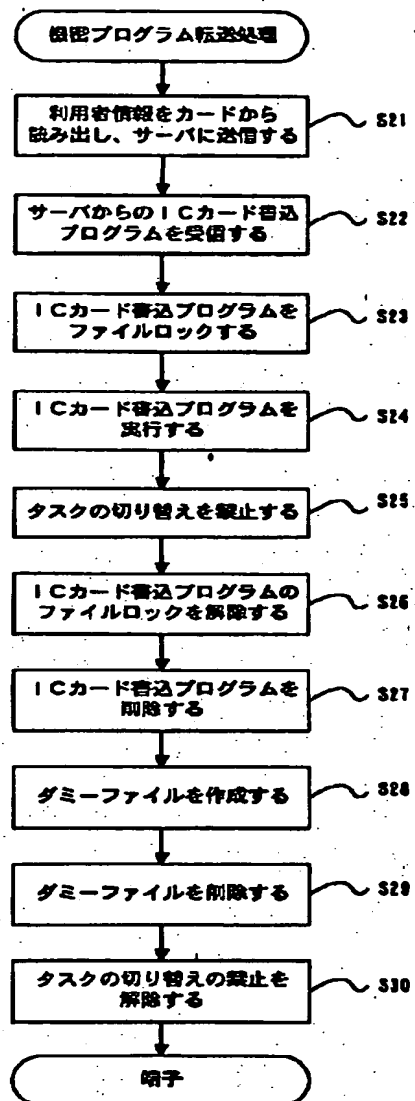 機密プログラム転送処理
利用者情報をカードから
読み出し、サーバに送信する
S21
サーバからのICカード書込
プログラムを受信する
S22
ICカード書込プログラムを
ファイルロックする
S23
ICカード書込プログラムを
実行する
S24
タスクの切り替えを禁止する
S25
ICカード書込プログラムの
ファイルロックを解除する
S26
ICカード書込プログラムを
削除する
S27
ダミーファイルを作成する
S28
ダミーファイルを削除する
S29
タスクの切り替えの禁止を
解除する
S30